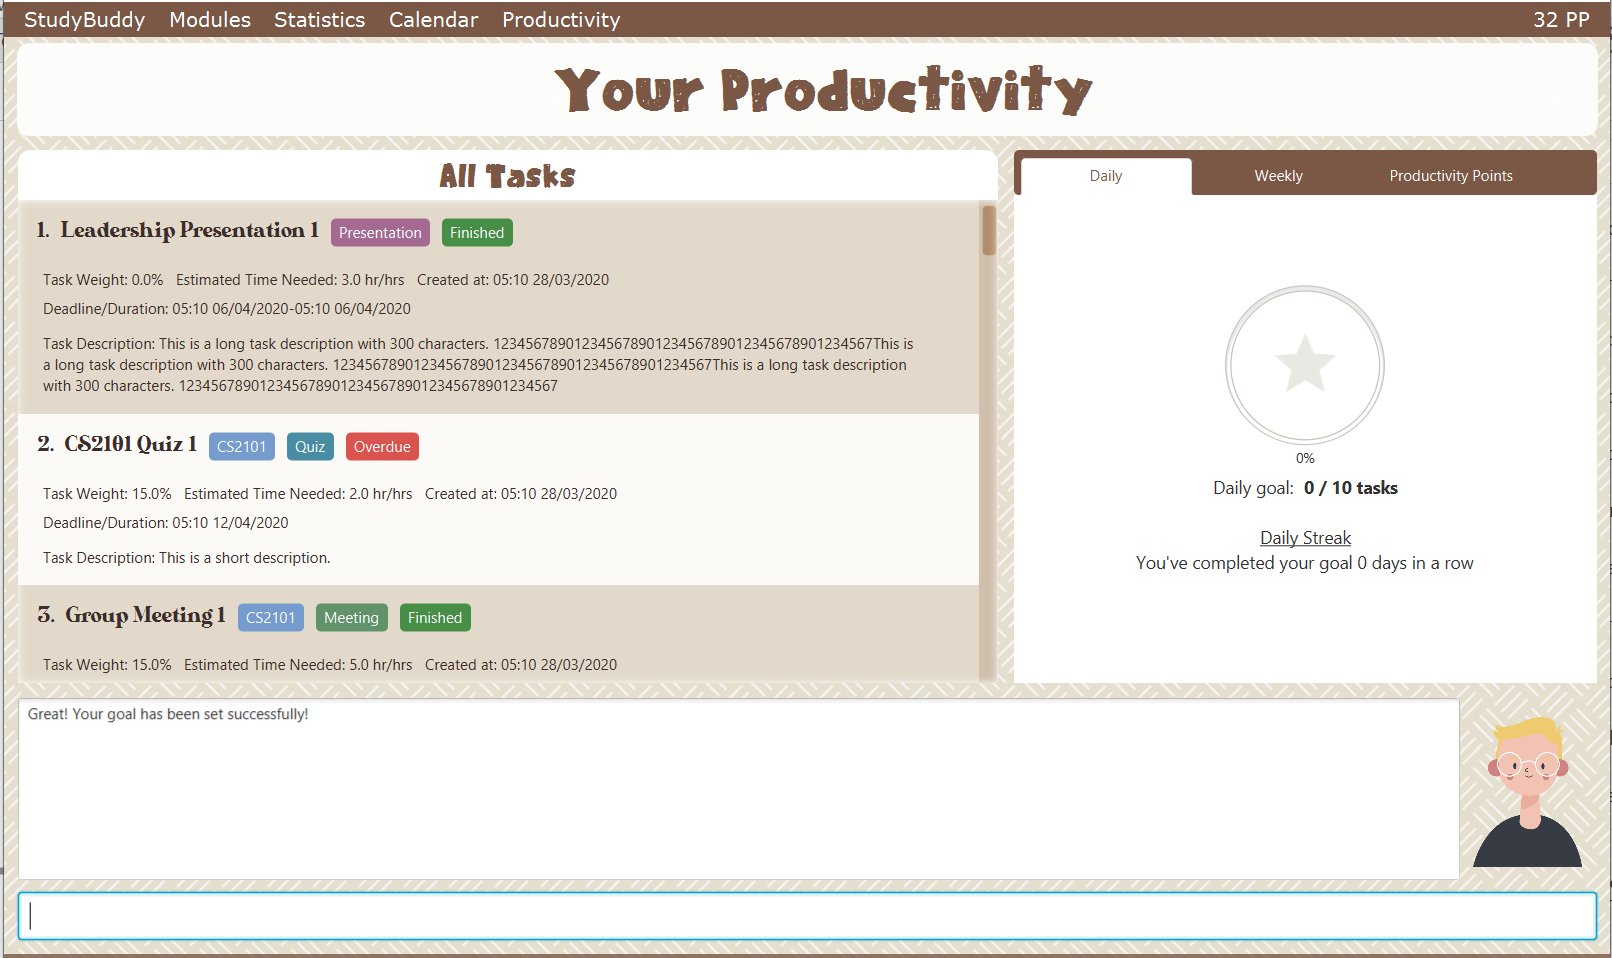 StudyBuddy Modules Statistics Calendar Productivity 32 PP
Your Productivity
All Tasks
1. Leadership Presentation 1 Presentation Finished
Task Weight: 0.0% Estimated Time Needed: 3.0 hr/hrs Created at: 05:10 28/03/2020
Deadline/Duration: 05:10 06/04/2020-05:10 06/04/2020
Task Description: This is a long task description with 300 characters. 12345678901234567890123456789012345678901234567This is
a long task description with 300 characters. 12345678901234567890123456789012345678901234567This is a long task description
with 300 characters. 12345678901234567890123456789012345678901234567
2. CS2101 Quiz 1 CS2101 Quiz Overdue
Task Weight: 15.0% Estimated Time Needed: 2.0 hr/hrs Created at: 05:10 28/03/2020
Deadline/Duration: 05:10 12/04/2020
Task Description: This is a short description.
3. Group Meeting 1 CS2101 Meeting Finished
Task Weight: 15.0% Estimated Time Needed: 5.0 hr/hrs Created at: 05:10 28/03/2020
Daily Weekly Productivity Points
0%
Daily goal: 0 / 10 tasks
Daily Streak
You've completed your goal 0 days in a row
Great! Your goal has been set successfully!